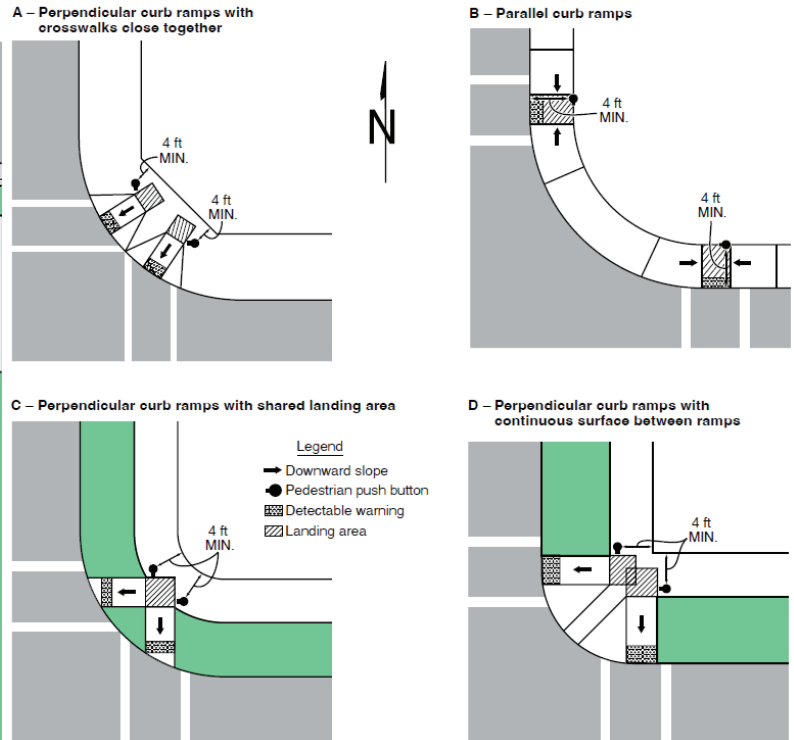 A – Perpendicular curb ramps with
crosswalks close together
4 ft
MIN.
4 ft
MIN.
N
B – Parallel curb ramps
4 ft
MIN.
4 ft
MIN.
C – Perpendicular curb ramps with shared landing area
Legend
Downward slope
Pedestrian push button
Detectable warning
Landing area
4 ft
MIN.
D – Perpendicular curb ramps with
continuous surface between ramps
4 ft
MIN.